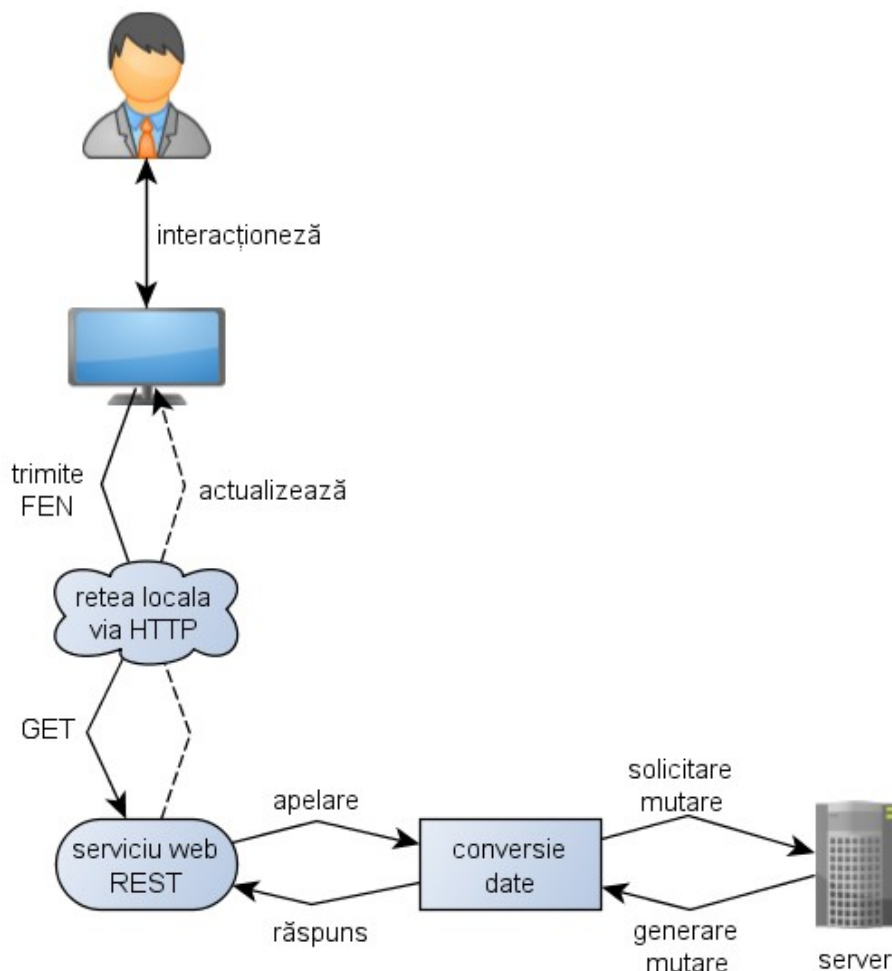 interacționeză
trimite
FEN
actualizează
retea locala
via HTTP
GET
solicitare
mutare
apelare
serviciu web
REST
conversie
date
răspuns
generare
mutare
server